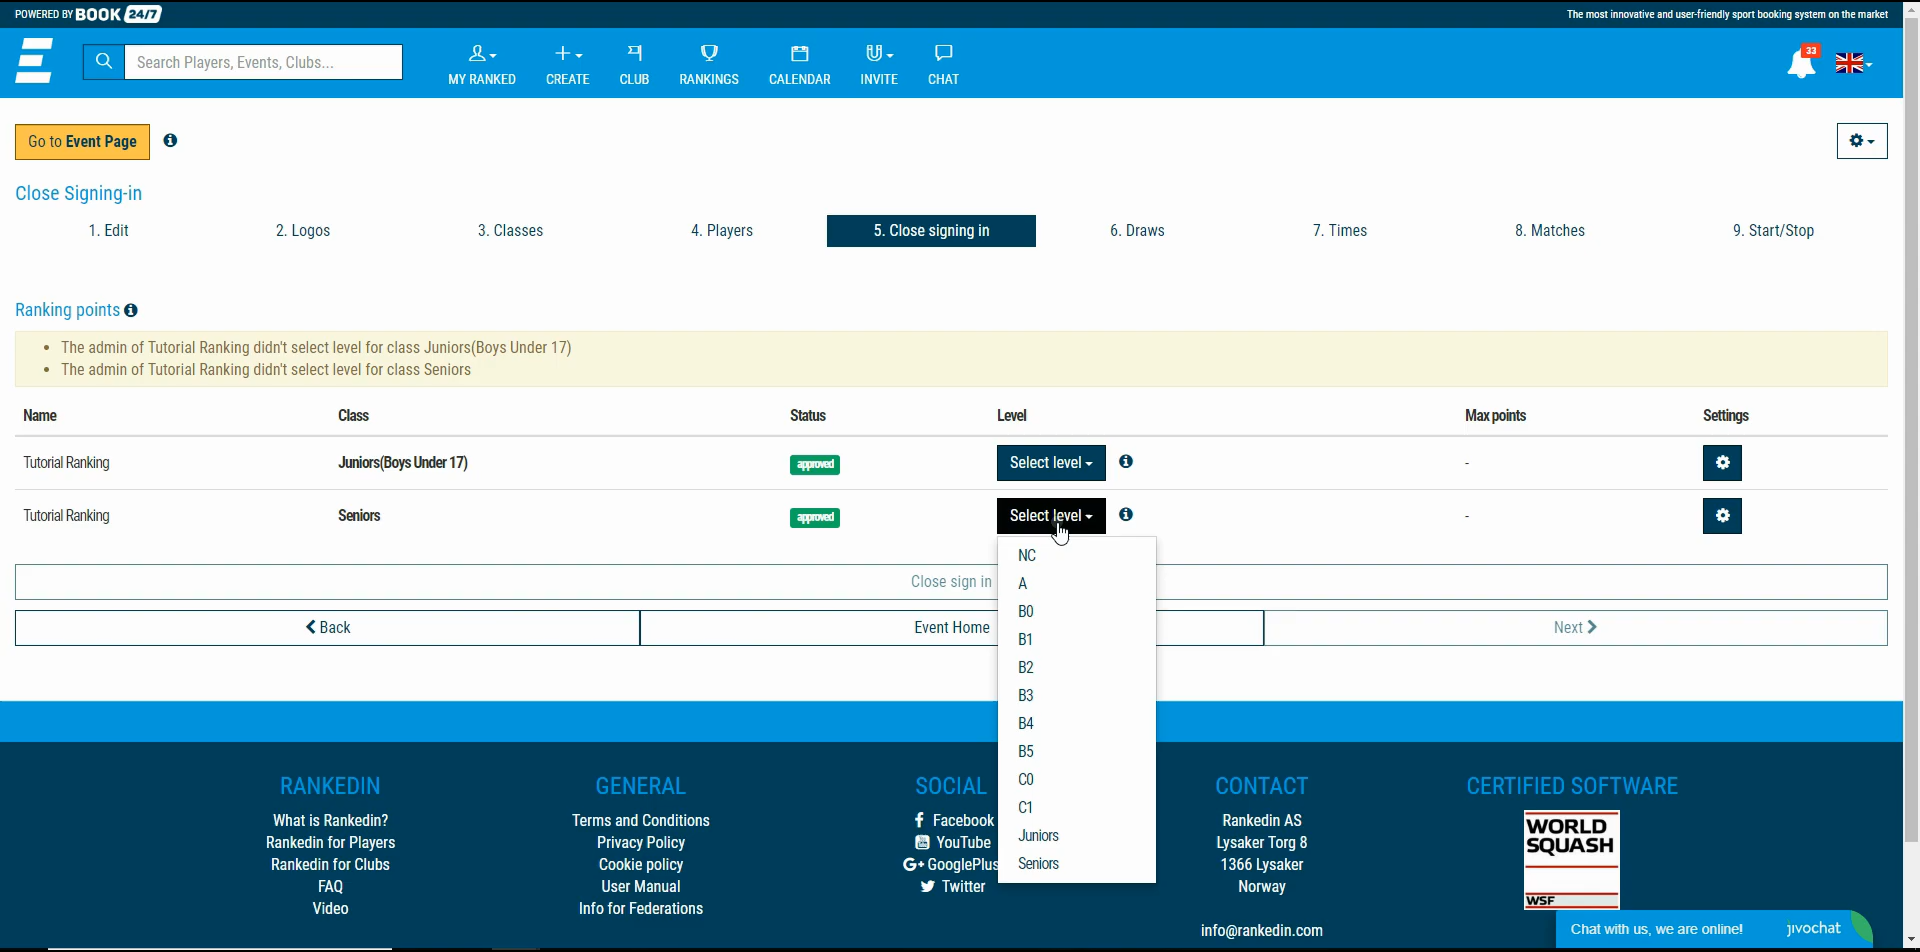 POWERED BY BOOK 24/7
The most innovative and user-friendly sport booking system on the market
Search Players, Events, Clubs...
MY RANKED
CREATE
CLUB
RANKINGS
CALENDAR
INVITE
CHAT
33
Go to Event Page
Close Signing-in
1. Edit
2. Logos
3. Classes
4. Players
5. Close signing in
6. Draws
7. Times
8. Matches
9. Start/Stop
Ranking points
• The admin of Tutorial Ranking didn't select level for class Juniors(Boys Under 17)
• The admin of Tutorial Ranking didn't select level for class Seniors
Name Class Status Level Max points Settings
Tutorial Ranking Juniors(Boys Under 17) approved Select level -
Tutorial Ranking Seniors approved Select level -
NC
A
B0
B1
B2
B3
B4
B5
C0
C1
Juniors
Seniors
Close sign in
Back
Event Home
Next
RANKEDIN
What is Rankedin?
Rankedin for Players
Rankedin for Clubs
FAQ
Video
GENERAL
Terms and Conditions
Privacy Policy
Cookie policy
User Manual
Info for Federations
SOCIAL
Facebook
YouTube
GooglePlus
Twitter
CONTACT
Rankedin AS
Lysaker Torg 8
1366 Lysaker
Norway
info@rankedin.com
CERTIFIED SOFTWARE
WORLD
SQUASH
WSF
Chat with us, we are online!
jivochat